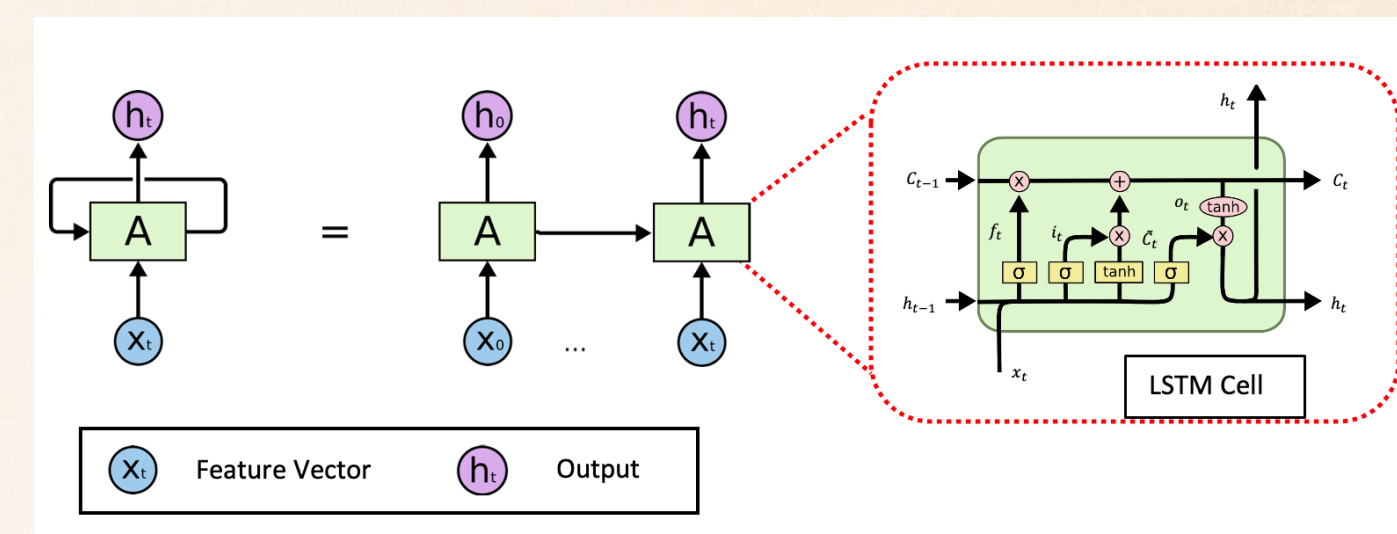 hₜ
A
xₜ
=
h₀
hₜ
A
A
x₀
...
xₜ
hₜ
Cₜ₋₁
x
+
Cₜ
oₜ
tanh
fₜ
iₜ
x
C̃ₜ
x
σ
σ
tanh
σ
hₜ₋₁
hₜ
xₜ
LSTM Cell
xₜ Feature Vector hₜ Output